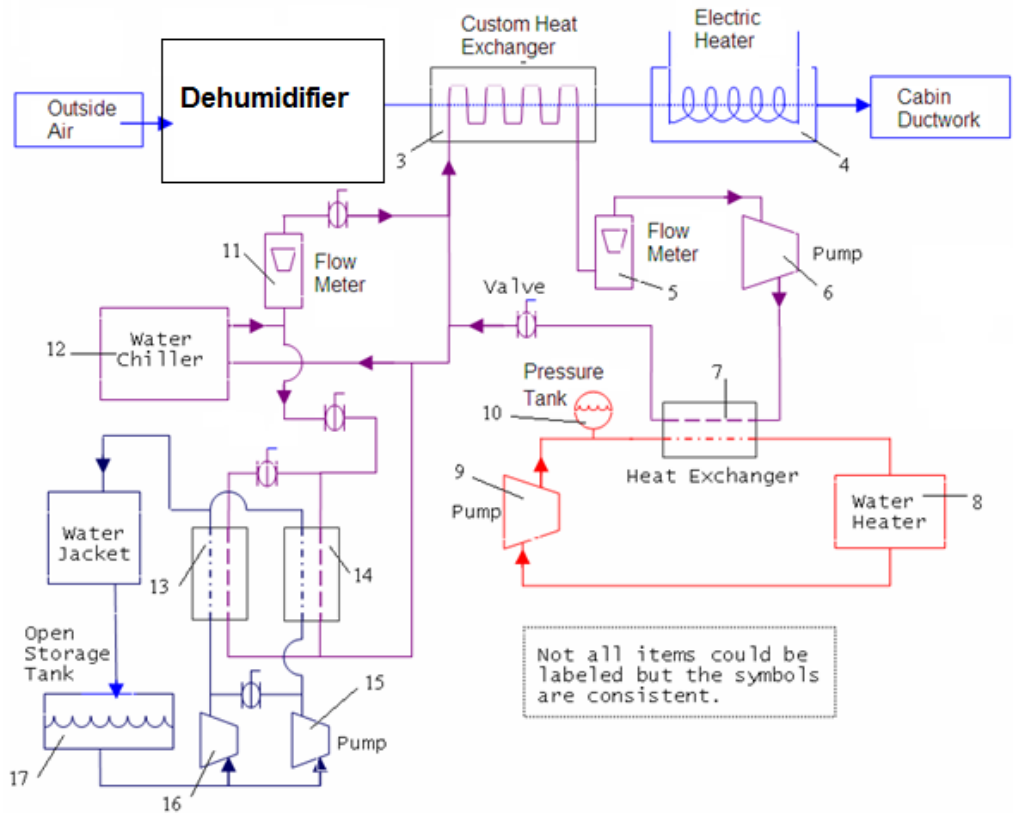 Custom Heat
Exchanger
Electric
Heater
Outside
Air
Dehumidifier
Cabin
Ductwork
3
4
11
Flow
Meter
Flow
Meter
5
Pump
6
Valve
12
Water
Chiller
Pressure
Tank
10
7
Heat Exchanger
9
Pump
Water
Heater
8
Water
Jacket
13
14
Open
Storage
Tank
15
Pump
17
16
Not all items could be
labeled but the symbols
are consistent.